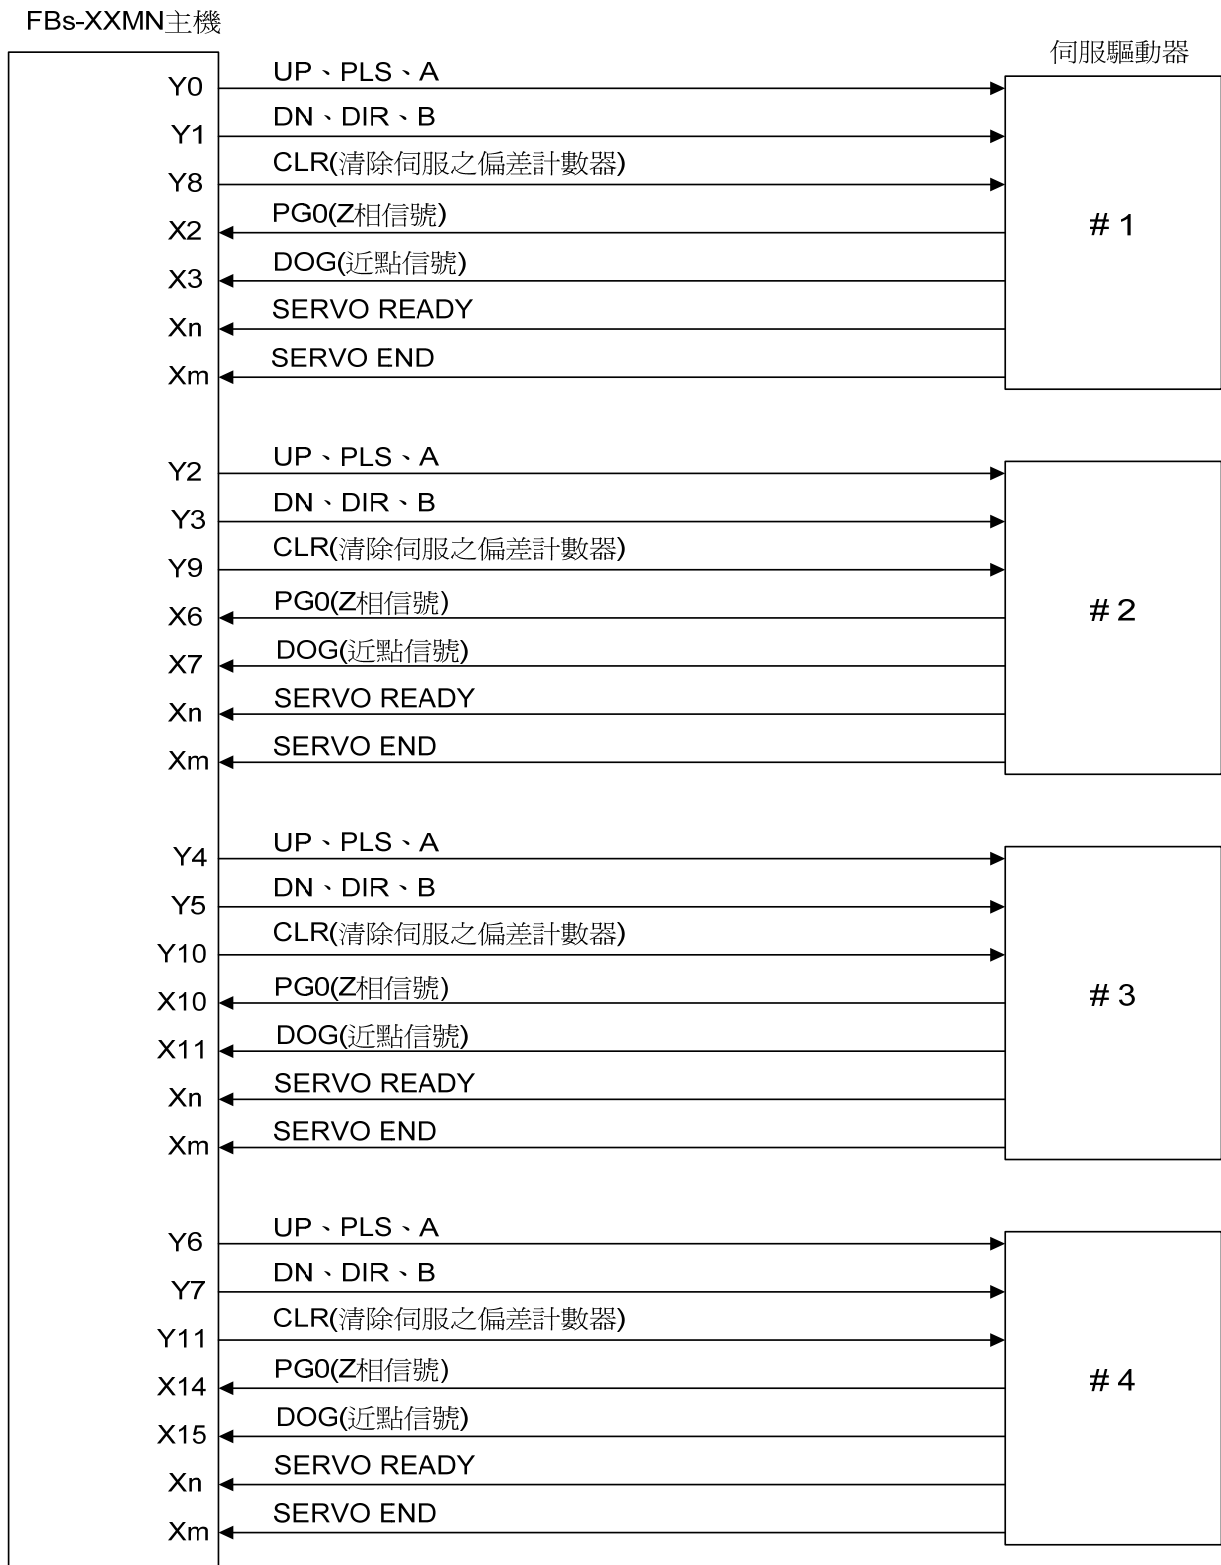 FBs-XXMN主機
伺服驅動器
Y0 UP、PLS、A
Y1 DN、DIR、B
Y8 CLR(清除伺服之偏差計數器)
X2 PG0(Z相信號)
X3 DOG(近點信號)
Xn SERVO READY
Xm SERVO END
# 1
Y2 UP、PLS、A
Y3 DN、DIR、B
Y9 CLR(清除伺服之偏差計數器)
X6 PG0(Z相信號)
X7 DOG(近點信號)
Xn SERVO READY
Xm SERVO END
# 2
Y4 UP、PLS、A
Y5 DN、DIR、B
Y10 CLR(清除伺服之偏差計數器)
X10 PG0(Z相信號)
X11 DOG(近點信號)
Xn SERVO READY
Xm SERVO END
# 3
Y6 UP、PLS、A
Y7 DN、DIR、B
Y11 CLR(清除伺服之偏差計數器)
X14 PG0(Z相信號)
X15 DOG(近點信號)
Xn SERVO READY
Xm SERVO END
# 4